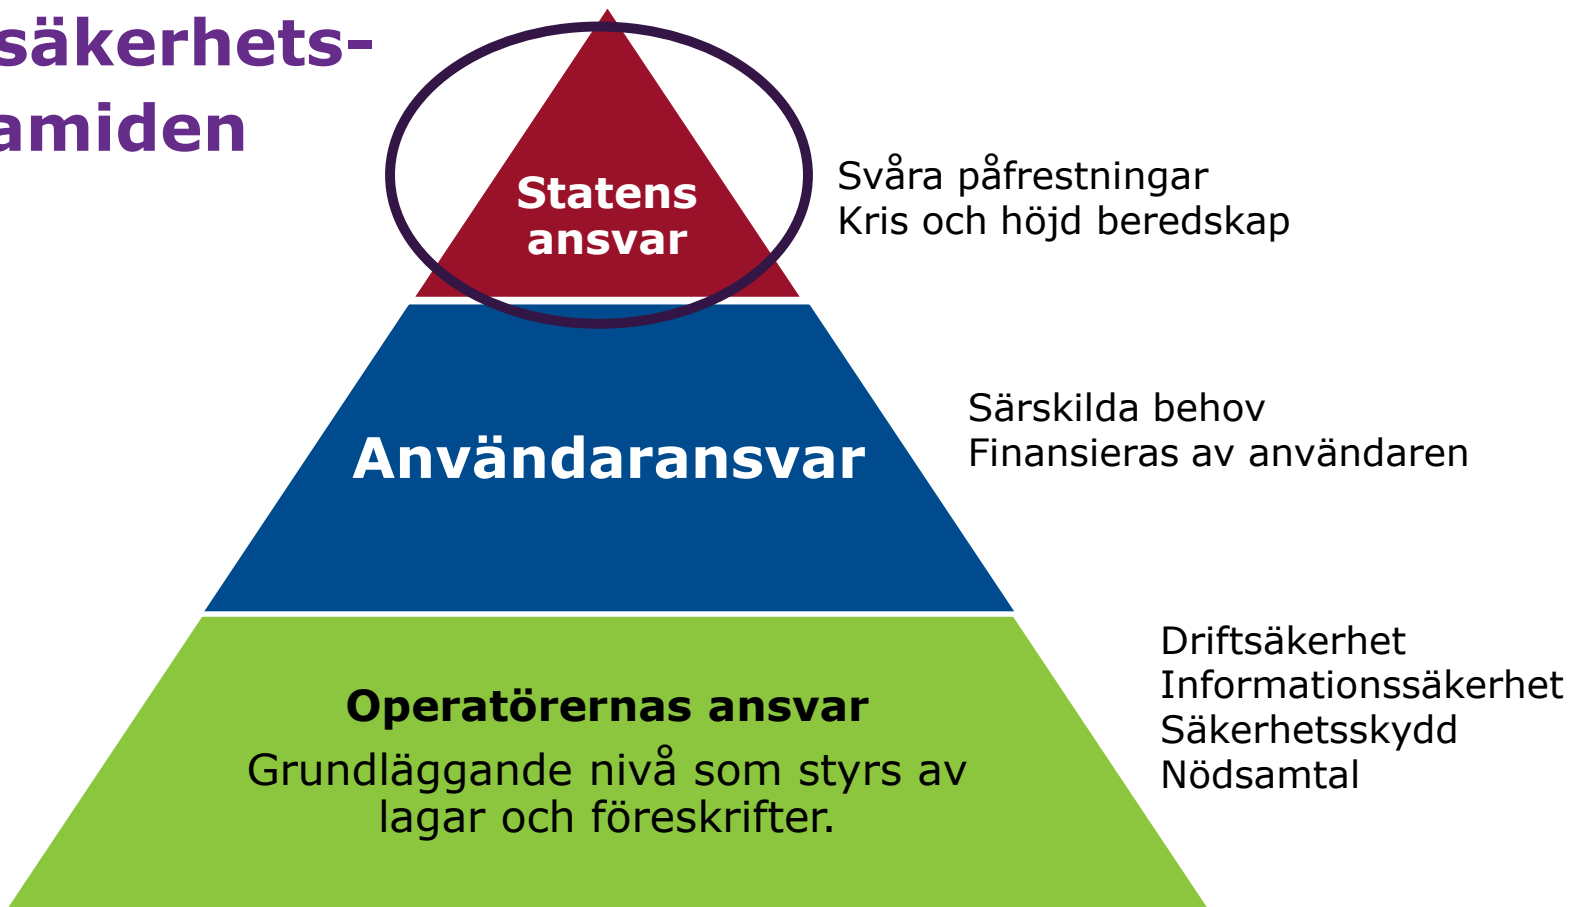 säkerhets-
amiden
Statens
ansvar
Svåra påfrestningar
Kris och höjd beredskap
Användaransvar
Särskilda behov
Finansieras av användaren
Operatörernas ansvar
Grundläggande nivå som styrs av
lagar och föreskrifter.
Driftsäkerhet
Informationssäkerhet
Säkerhetsskydd
Nödsamtal